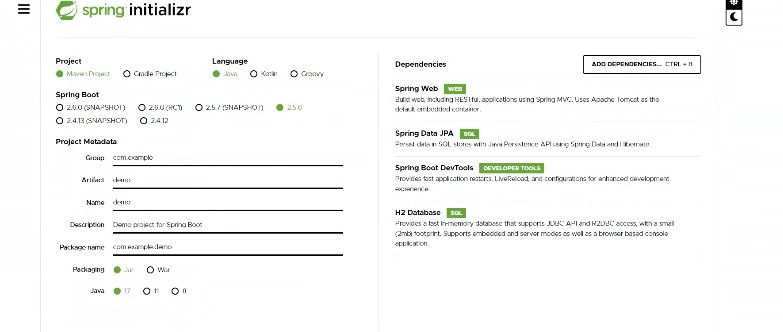 spring initializr
Project
Maven Project Gradle Project
Language
Java Kotlin Groovy
Spring Boot
2.6.0 (SNAPSHOT) 2.6.0 (RC1) 2.5.7 (SNAPSHOT) 2.5.6
2.4.13 (SNAPSHOT) 2.4.12
Project Metadata
Group com.example
Artifact demo
Name demo
Description Demo project for Spring Boot
Package name com.example.demo
Packaging Jar War
Java 17 11 8
Dependencies
ADD DEPENDENCIES... CTRL + B
Spring Web WEB
Build web, including RESTful, applications using Spring MVC. Uses Apache Tomcat as the
default embedded container.
Spring Data JPA SQL
Persist data in SQL stores with Java Persistence API using Spring Data and Hibernate.
Spring Boot DevTools DEVELOPER TOOLS
Provides fast application restarts, LiveReload, and configurations for enhanced development
experience.
H2 Database SQL
Provides a fast in-memory database that supports JDBC API and R2DBC access, with a small
(2mb) footprint. Supports embedded and server modes as well as a browser based console
application.